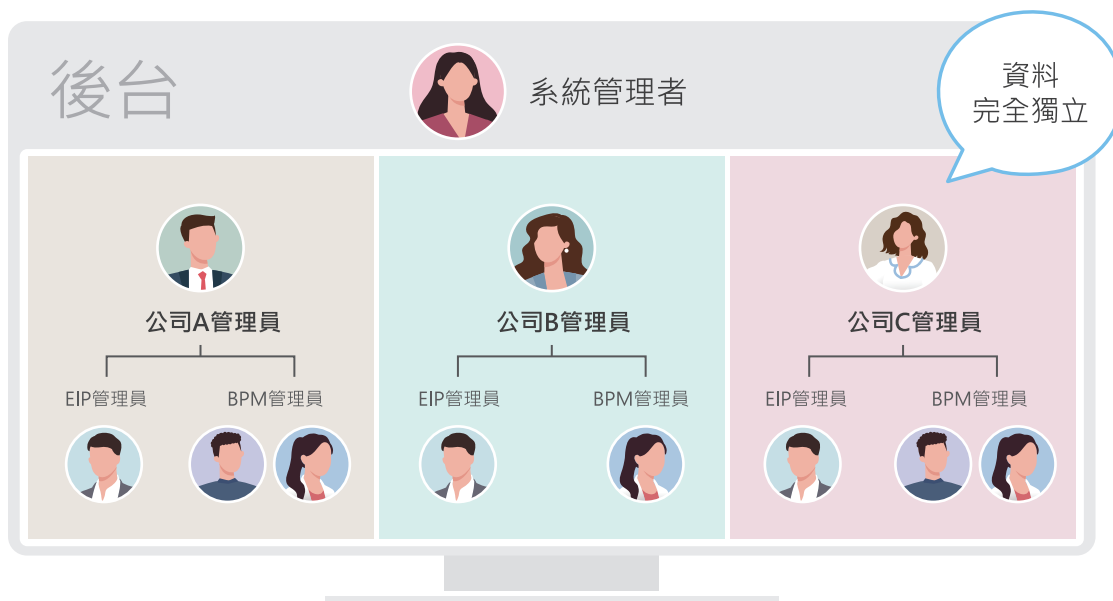 後台
系統管理者
資料
完全獨立
公司A管理員
公司B管理員
公司C管理員
EIP管理員
BPM管理員
EIP管理員
BPM管理員
EIP管理員
BPM管理員